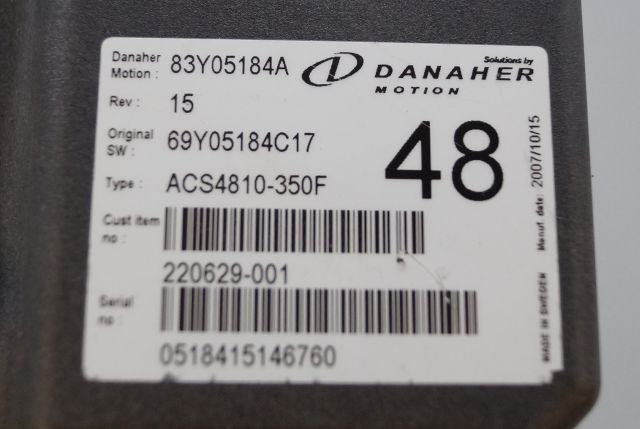 Danaher Motion : 83Y05184A
Solutions by
DANAHER
MOTION
Rev : 15
Original SW : 69Y05184C17
48
Type : ACS4810-350F
Cust item no :
220629-001
Serial no :
0518415146760
Manuf. date: 2007/10/15
MADE IN SWEDEN